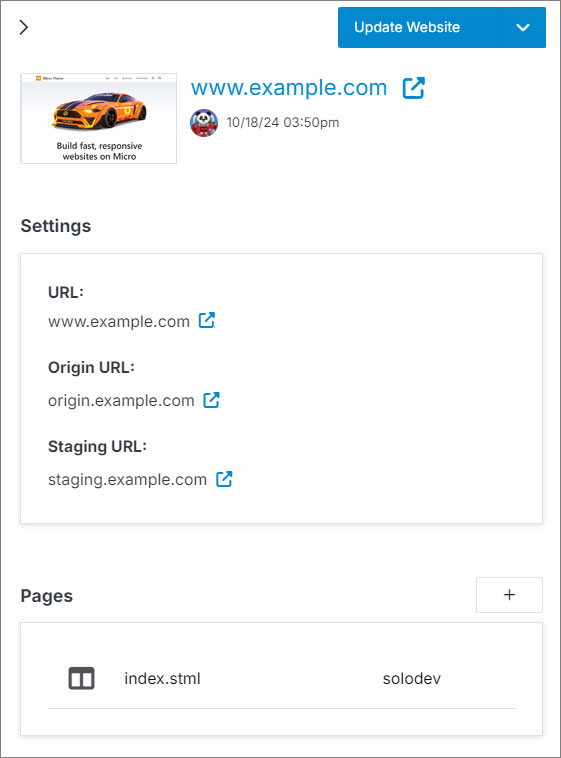 Update Website
Micro Theme
Build fast, responsive
websites on Micro
www.example.com
10/18/24 03:50pm
Settings
URL:
www.example.com
Origin URL:
origin.example.com
Staging URL:
staging.example.com
Pages
+
index.stml
solodev